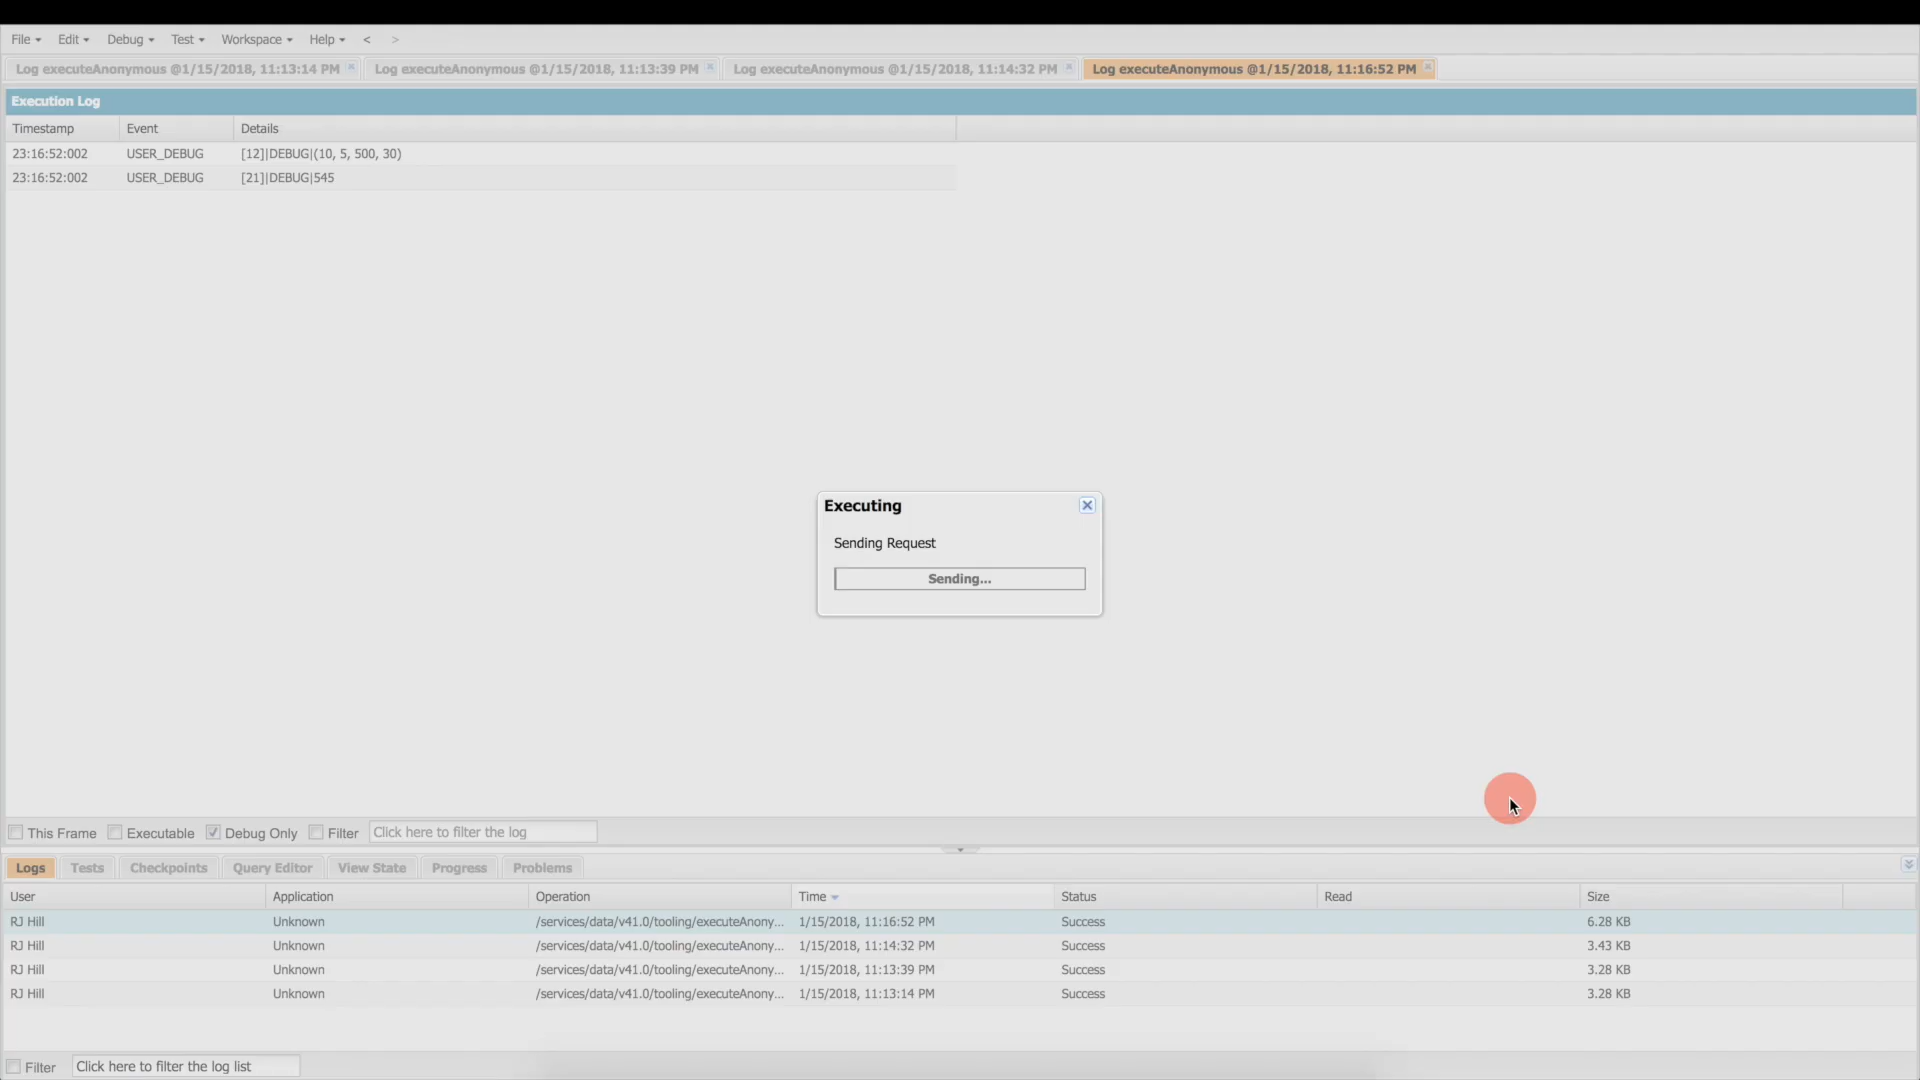 File Edit Debug Test Workspace Help < >
Log executeAnonymous @1/15/2018, 11:13:14 PM Log executeAnonymous @1/15/2018, 11:13:39 PM Log executeAnonymous @1/15/2018, 11:14:32 PM Log executeAnonymous @1/15/2018, 11:16:52 PM
Execution Log
Timestamp Event Details
23:16:52:002 USER_DEBUG [12]|DEBUG|(10, 5, 500, 30)
23:16:52:002 USER_DEBUG [21]|DEBUG|545
Executing
Sending Request
Sending...
This Frame Executable Debug Only Filter Click here to filter the log
Logs Tests Checkpoints Query Editor View State Progress Problems
User Application Operation Time Status Read Size
RJ Hill Unknown /services/data/v41.0/tooling/executeAnony... 1/15/2018, 11:16:52 PM Success 6.28 KB
RJ Hill Unknown /services/data/v41.0/tooling/executeAnony... 1/15/2018, 11:14:32 PM Success 3.43 KB
RJ Hill Unknown /services/data/v41.0/tooling/executeAnony... 1/15/2018, 11:13:39 PM Success 3.28 KB
RJ Hill Unknown /services/data/v41.0/tooling/executeAnony... 1/15/2018, 11:13:14 PM Success 3.28 KB
Filter Click here to filter the log list